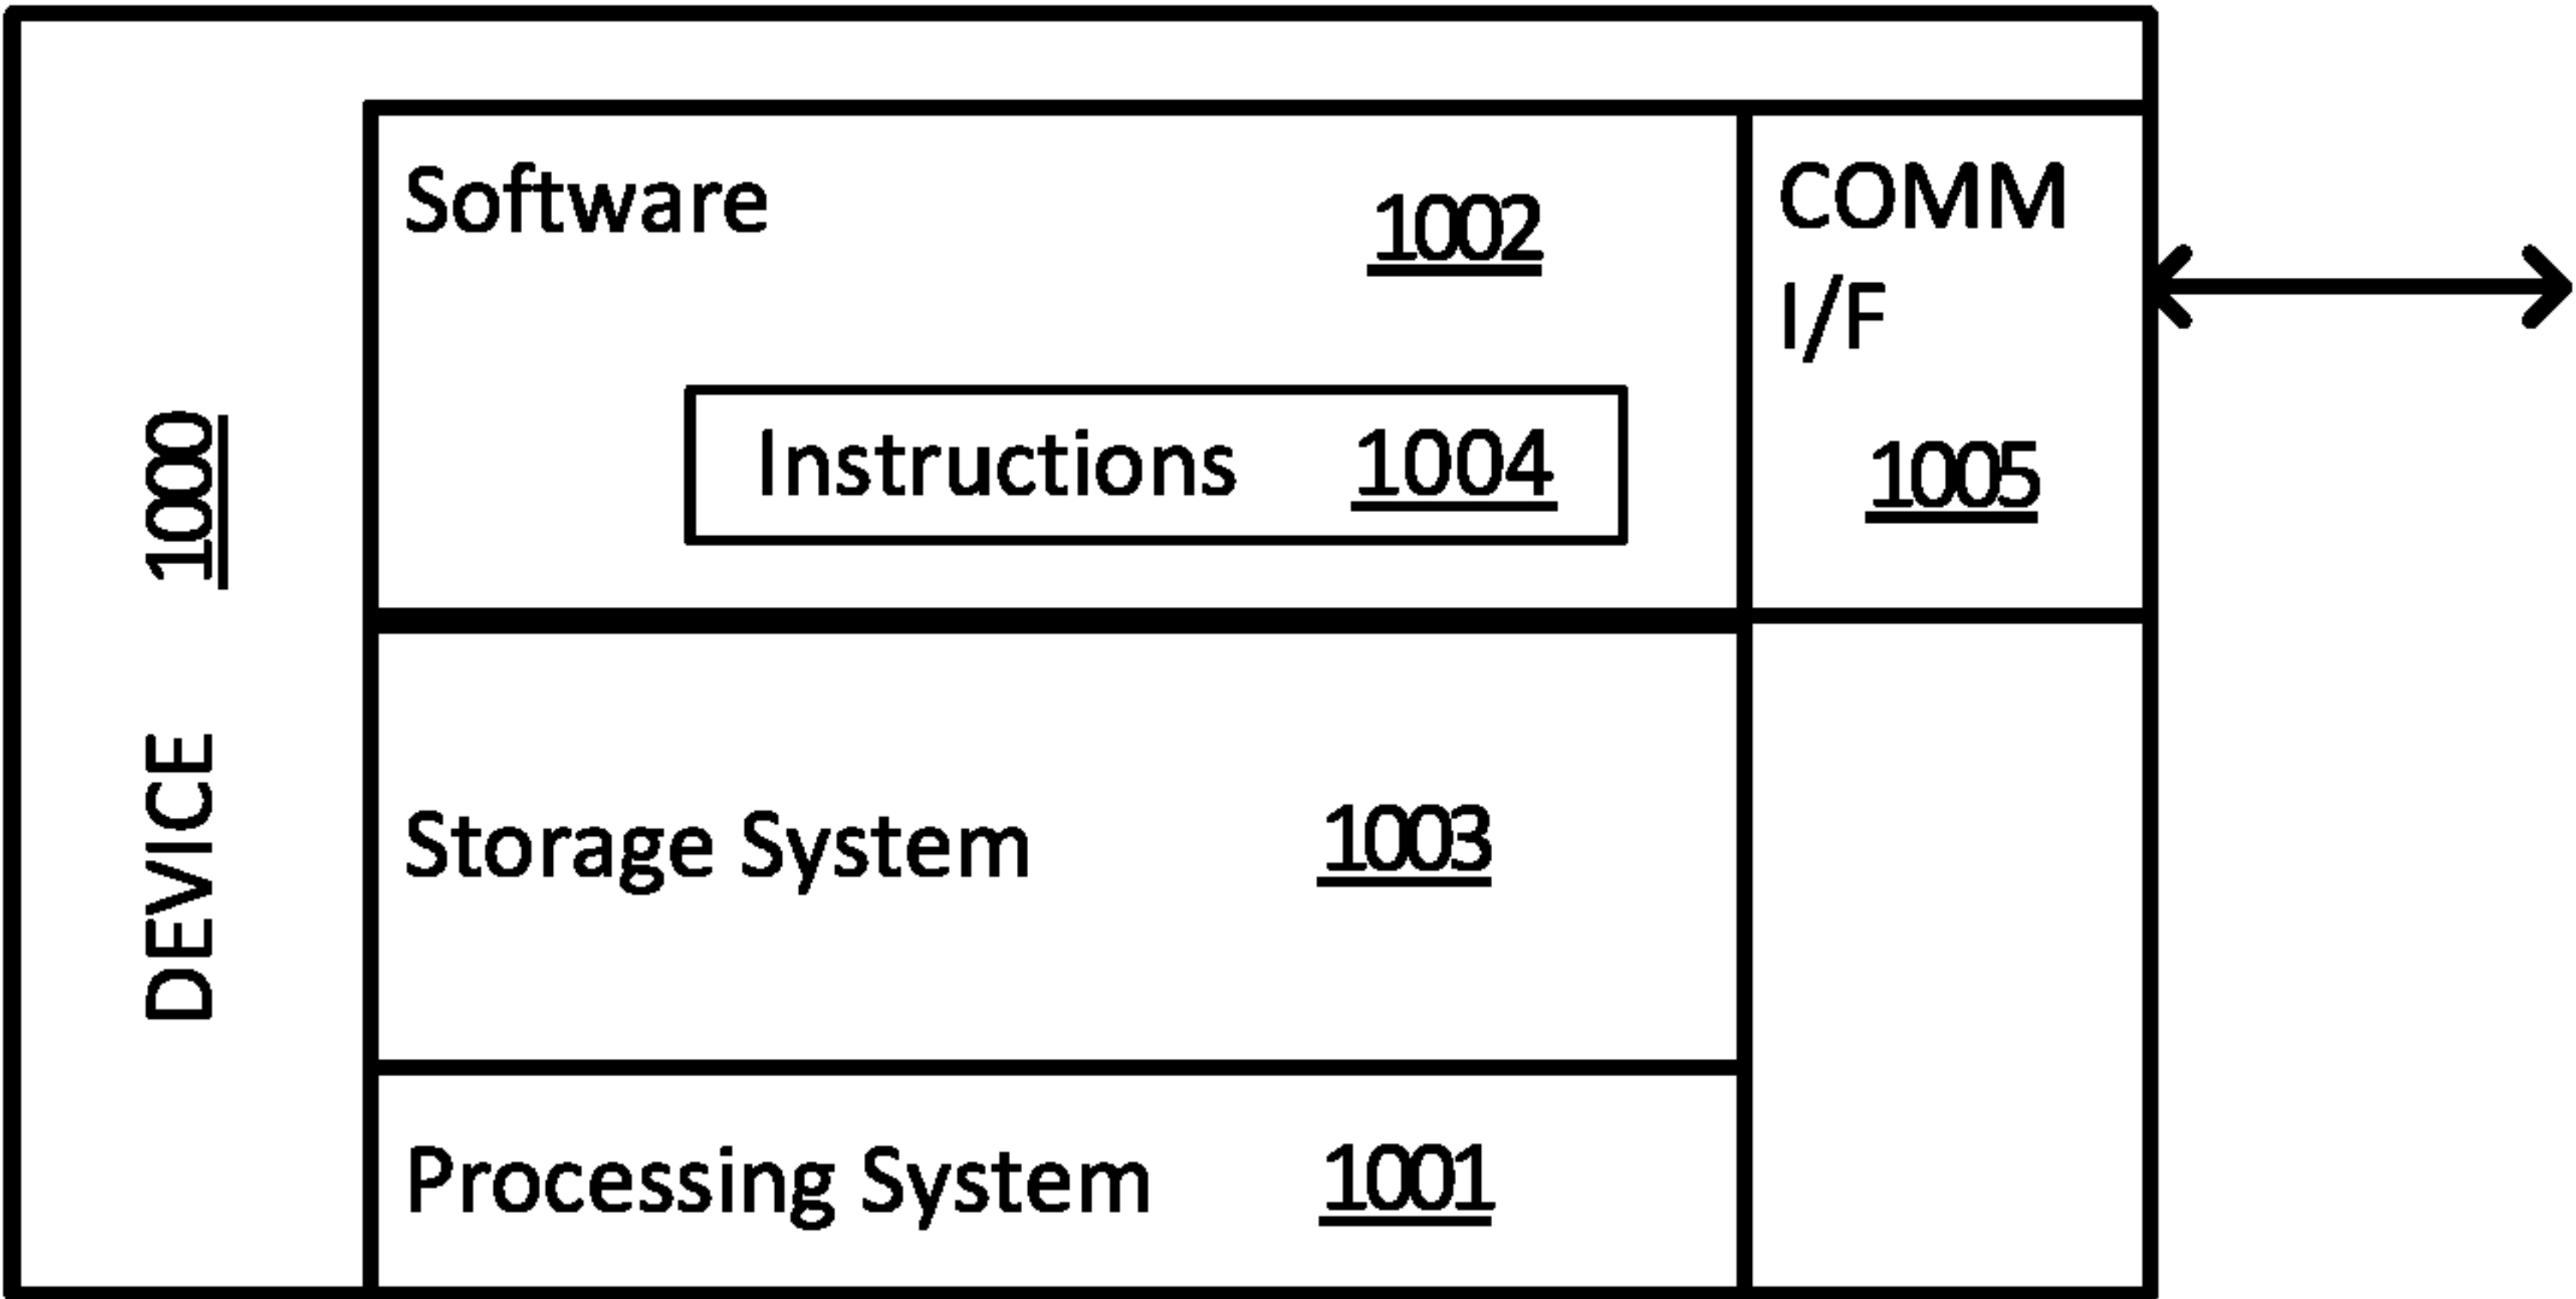 DEVICE 1000
Software 1002
Instructions 1004
COMM
I/F
1005
Storage System 1003
Processing System 1001